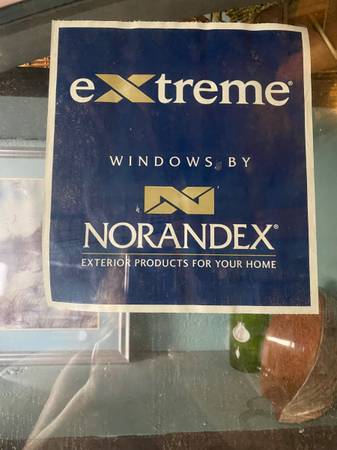 eXtreme®
WINDOWS BY
NORANDEX®
EXTERIOR PRODUCTS FOR YOUR HOME